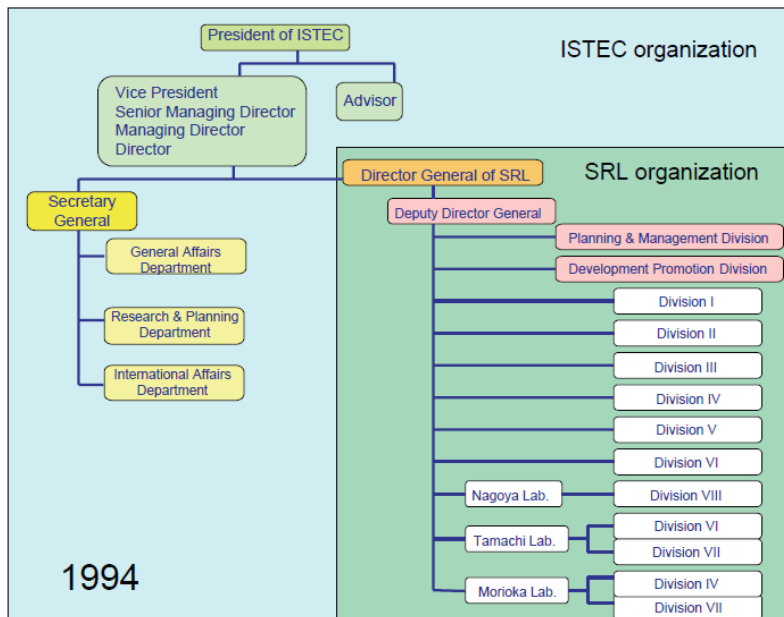 President of ISTEC
ISTEC organization
Vice President
Senior Managing Director
Managing Director
Director
Advisor
Director General of SRL
SRL organization
Secretary
General
Deputy Director General
General Affairs
Department
Planning & Management Division
Development Promotion Division
Research & Planning
Department
International Affairs
Department
Division I
Division II
Division III
Division IV
Division V
Division VI
Nagoya Lab.
Division VIII
Tamachi Lab.
Division VI
Division VII
Morioka Lab.
Division IV
Division VII
1994